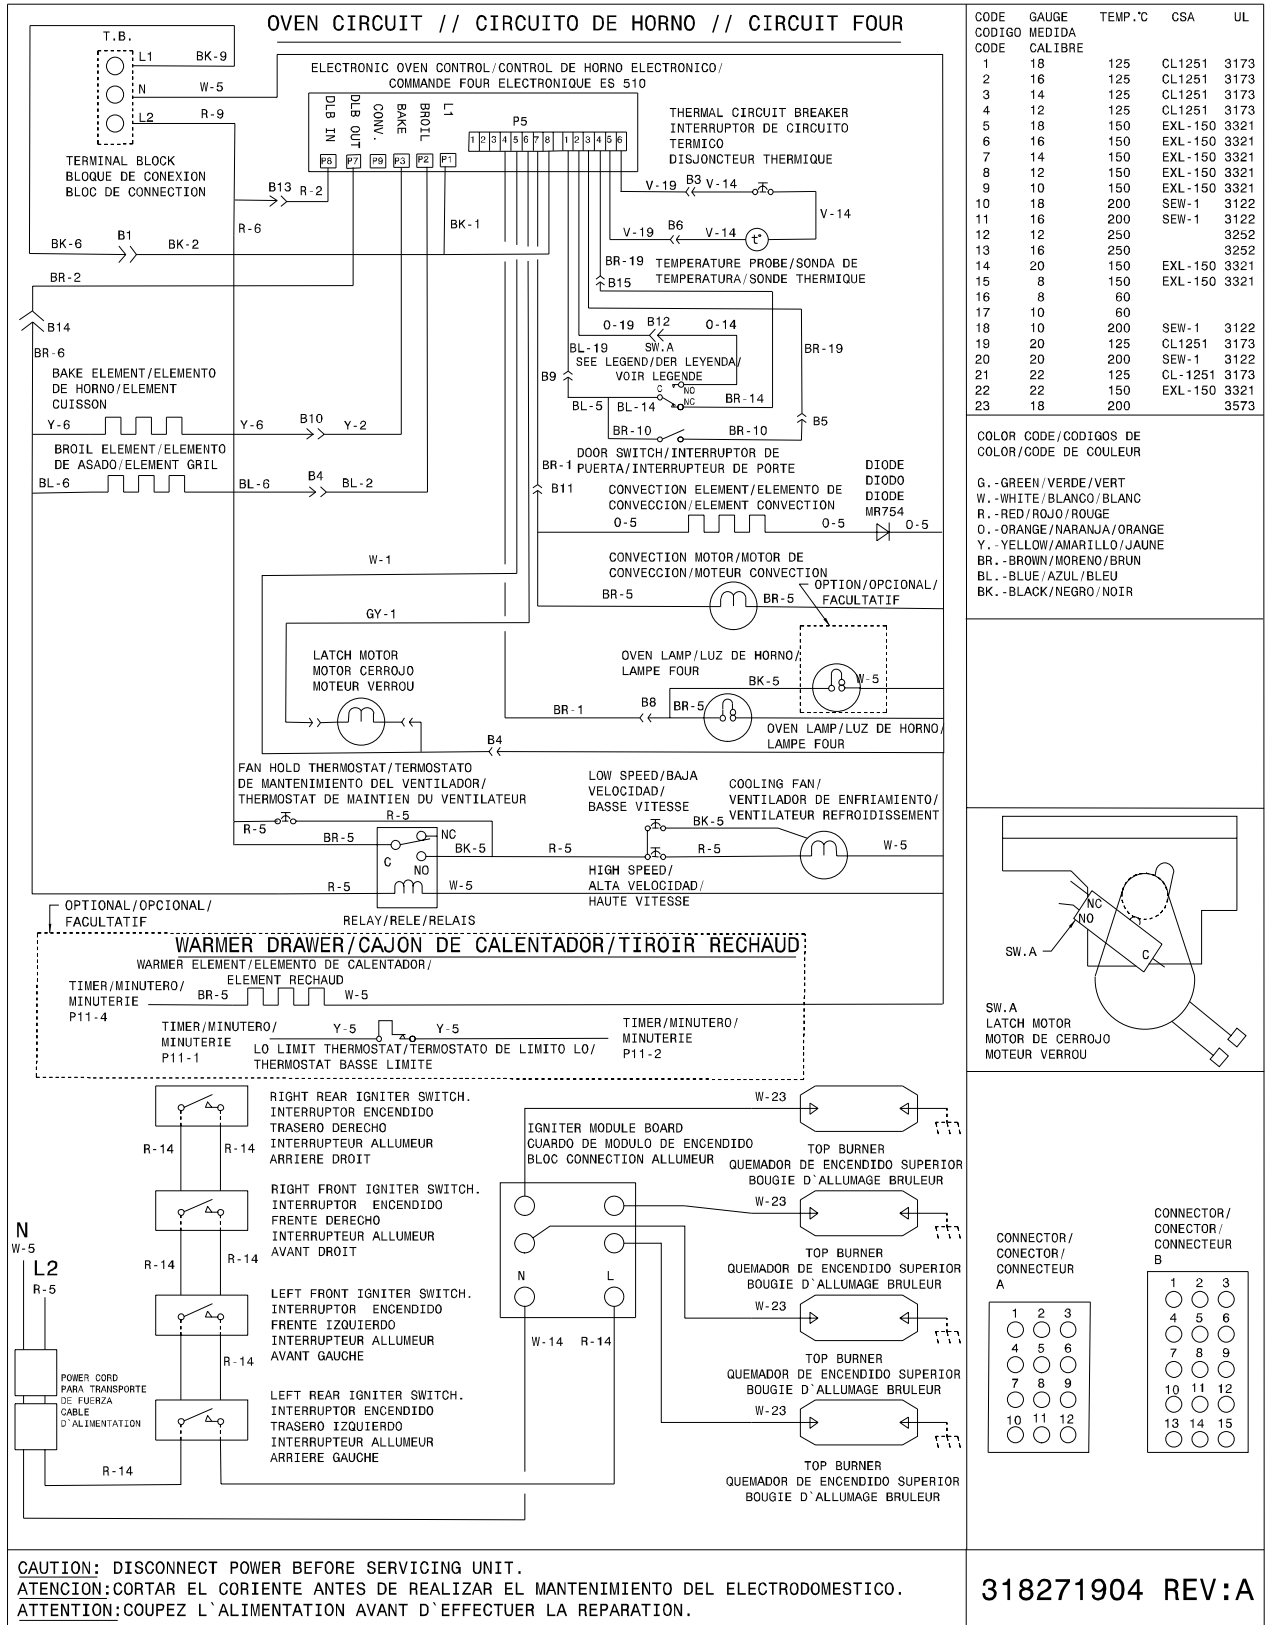 OVEN CIRCUIT // CIRCUITO DE HORNO // CIRCUIT FOUR
T.B.
L1
BK-9
N
W-5
L2
R-9
TERMINAL BLOCK
BLOQUE DE CONEXION
BLOC DE CONNECTION
ELECTRONIC OVEN CONTROL/CONTROL DE HORNO ELECTRONICO/
COMMANDE FOUR ELECTRONIQUE ES 510
DLB IN
DLB OUT
CONV.
BAKE
BROIL
L1
P5
1 2 3 4 5 6 7 8 1 2 3 4 5 6
P8 P7 P9 P3 P2 P1
THERMAL CIRCUIT BREAKER
INTERRUPTOR DE CIRCUITO
TERMICO
DISJONCTEUR THERMIQUE
B13 R-2
V-19 B3 V-14
V-14
R-6
BK-1
V-19 B6 V-14
t°
BK-6 B1 BK-2
BR-19
TEMPERATURE PROBE/SONDA DE
TEMPERATURA/SONDE THERMIQUE
BR-2
B15
B14
O-19 B12 O-14
BR-6
BL-19
SW.A
SEE LEGEND/DER LEYENDA/
VOIR LEGENDE
BR-19
BAKE ELEMENT/ELEMENTO
DE HORNO/ELEMENT
CUISSON
B9
C NO
NC
BL-5 BL-14 BR-14
Y-6 Y-6 B10 Y-2
BR-10 BR-10
B5
BROIL ELEMENT/ELEMENTO
DE ASADO/ELEMENT GRIL
DOOR SWITCH/INTERRUPTOR DE
PUERTA/INTERRUPTEUR DE PORTE
BR-1
B11
BL-6 BL-6 B4 BL-2
CONVECTION ELEMENT/ELEMENTO DE
CONVECCION/ELEMENT CONVECTION
DIODE
DIODO
DIODE
MR754
O-5 O-5 O-5
W-1
CONVECTION MOTOR/MOTOR DE
CONVECCION/MOTEUR CONVECTION
OPTION/OPCIONAL/
FACULTATIF
BR-5 BR-5
GY-1
LATCH MOTOR
MOTOR CERROJO
MOTEUR VERROU
OVEN LAMP/LUZ DE HORNO/
LAMPE FOUR
BK-5 W-5
BR-1 B8 BR-5
OVEN LAMP/LUZ DE HORNO/
LAMPE FOUR
B4
FAN HOLD THERMOSTAT/TERMOSTATO
DE MANTENIMIENTO DEL VENTILADOR/
THERMOSTAT DE MAINTIEN DU VENTILATEUR
LOW SPEED/BAJA
VELOCIDAD/
BASSE VITESSE
COOLING FAN/
VENTILADOR DE ENFRIAMIENTO/
VENTILATEUR REFROIDISSEMENT
R-5 R-5
BK-5
BR-5
NC
C
NO
BK-5 R-5 R-5 W-5
HIGH SPEED/
ALTA VELOCIDAD/
HAUTE VITESSE
R-5 W-5
RELAY/RELE/RELAIS
OPTIONAL/OPCIONAL/
FACULTATIF
WARMER DRAWER/CAJON DE CALENTADOR/TIROIR RECHAUD
WARMER ELEMENT/ELEMENTO DE CALENTADOR/
ELEMENT RECHAUD
TIMER/MINUTERO/
MINUTERIE
P11-4
BR-5 W-5
TIMER/MINUTERO/
MINUTERIE
P11-1
Y-5 Y-5
TIMER/MINUTERO/
MINUTERIE
P11-2
LO LIMIT THERMOSTAT/TERMOSTATO DE LIMITO LO/
THERMOSTAT BASSE LIMITE
RIGHT REAR IGNITER SWITCH.
INTERRUPTOR ENCENDIDO
TRASERO DERECHO
INTERRUPTEUR ALLUMEUR
ARRIERE DROIT
R-14 R-14
RIGHT FRONT IGNITER SWITCH.
INTERRUPTOR ENCENDIDO
FRENTE DERECHO
INTERRUPTEUR ALLUMEUR
AVANT DROIT
R-14 R-14
LEFT FRONT IGNITER SWITCH.
INTERRUPTOR ENCENDIDO
FRENTE IZQUIERDO
INTERRUPTEUR ALLUMEUR
AVANT GAUCHE
R-14
LEFT REAR IGNITER SWITCH.
INTERRUPTOR ENCENDIDO
TRASERO IZQUIERDO
INTERRUPTEUR ALLUMEUR
ARRIERE GAUCHE
N
W-5
L2
R-5
POWER CORD
PARA TRANSPORTE
DE FUERZA
CABLE
D`ALIMENTATION
R-14
IGNITER MODULE BOARD
CUARDO DE MODULO DE ENCENDIDO
BLOC CONNECTION ALLUMEUR
N L
W-14 R-14
W-23
TOP BURNER
QUEMADOR DE ENCENDIDO SUPERIOR
BOUGIE D`ALLUMAGE BRULEUR
W-23
TOP BURNER
QUEMADOR DE ENCENDIDO SUPERIOR
BOUGIE D`ALLUMAGE BRULEUR
W-23
TOP BURNER
QUEMADOR DE ENCENDIDO SUPERIOR
BOUGIE D`ALLUMAGE BRULEUR
W-23
TOP BURNER
QUEMADOR DE ENCENDIDO SUPERIOR
BOUGIE D`ALLUMAGE BRULEUR
CODE GAUGE TEMP.°C CSA UL
CODIGO MEDIDA
CODE CALIBRE
1 18 125 CL1251 3173
2 16 125 CL1251 3173
3 14 125 CL1251 3173
4 12 125 CL1251 3173
5 18 150 EXL-150 3321
6 16 150 EXL-150 3321
7 14 150 EXL-150 3321
8 12 150 EXL-150 3321
9 10 150 EXL-150 3321
10 18 200 SEW-1 3122
11 16 200 SEW-1 3122
12 12 250 3252
13 16 250 3252
14 20 150 EXL-150 3321
15 8 150 EXL-150 3321
16 8 60
17 10 60
18 10 200 SEW-1 3122
19 20 125 CL1251 3173
20 20 200 SEW-1 3122
21 22 125 CL-1251 3173
22 22 150 EXL-150 3321
23 18 200 3573
COLOR CODE/CODIGOS DE
COLOR/CODE DE COULEUR
G.-GREEN/VERDE/VERT
W.-WHITE/BLANCO/BLANC
R.-RED/ROJO/ROUGE
O.-ORANGE/NARANJA/ORANGE
Y.-YELLOW/AMARILLO/JAUNE
BR.-BROWN/MORENO/BRUN
BL.-BLUE/AZUL/BLEU
BK.-BLACK/NEGRO/NOIR
NC
NO
C
SW.A
SW.A
LATCH MOTOR
MOTOR DE CERROJO
MOTEUR VERROU
CONNECTOR/
CONECTOR/
CONNECTEUR
A
1 2 3
4 5 6
7 8 9
10 11 12
CONNECTOR/
CONECTOR/
CONNECTEUR
B
1 2 3
4 5 6
7 8 9
10 11 12
13 14 15
CAUTION: DISCONNECT POWER BEFORE SERVICING UNIT.
ATENCION:CORTAR EL CORIENTE ANTES DE REALIZAR EL MANTENIMIENTO DEL ELECTRODOMESTICO.
ATTENTION:COUPEZ L`ALIMENTATION AVANT D`EFFECTUER LA REPARATION.
318271904 REV:A